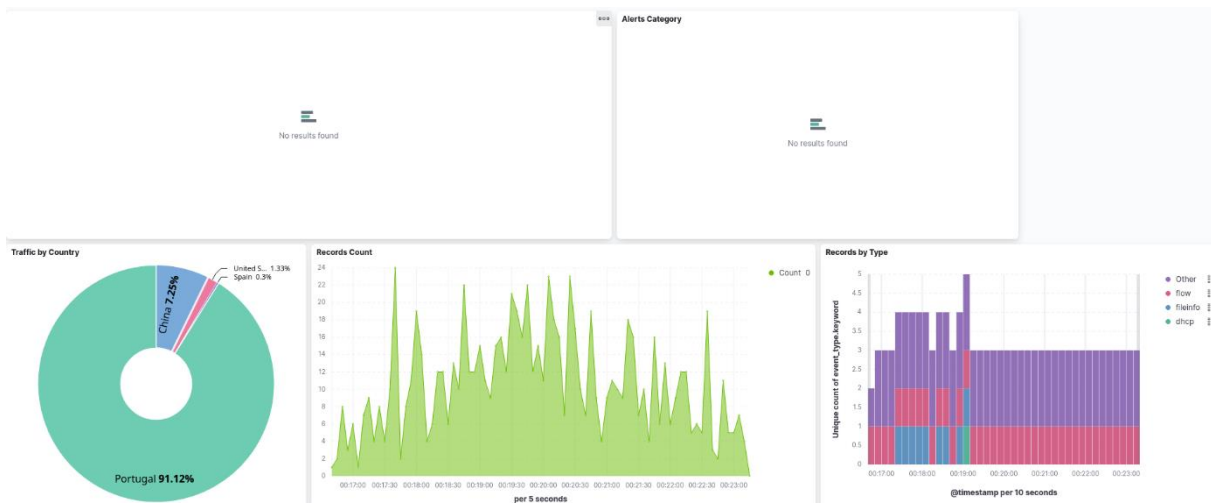 Alerts Category
No results found
No results found
Traffic by Country
United S... 1.33%
Spain 0.3%
China 7.25%
Portugal 91.12%
Records Count
24
22
20
18
16
14
12
10
8
6
4
2
0
00:17:00 00:17:30 00:18:00 00:18:30 00:19:00 00:19:30 00:20:00 00:20:30 00:21:00 00:21:30 00:22:00 00:22:30 00:23:00
per 5 seconds
Count 0
Records by Type
Unique count of event_type.keyword
5
4.5
4
3.5
3
2.5
2
1.5
1
0.5
0
00:17:00 00:18:00 00:19:00 00:20:00 00:21:00 00:22:00 00:23:00
@timestamp per 10 seconds
Other
flow
fileinfo
dhcp